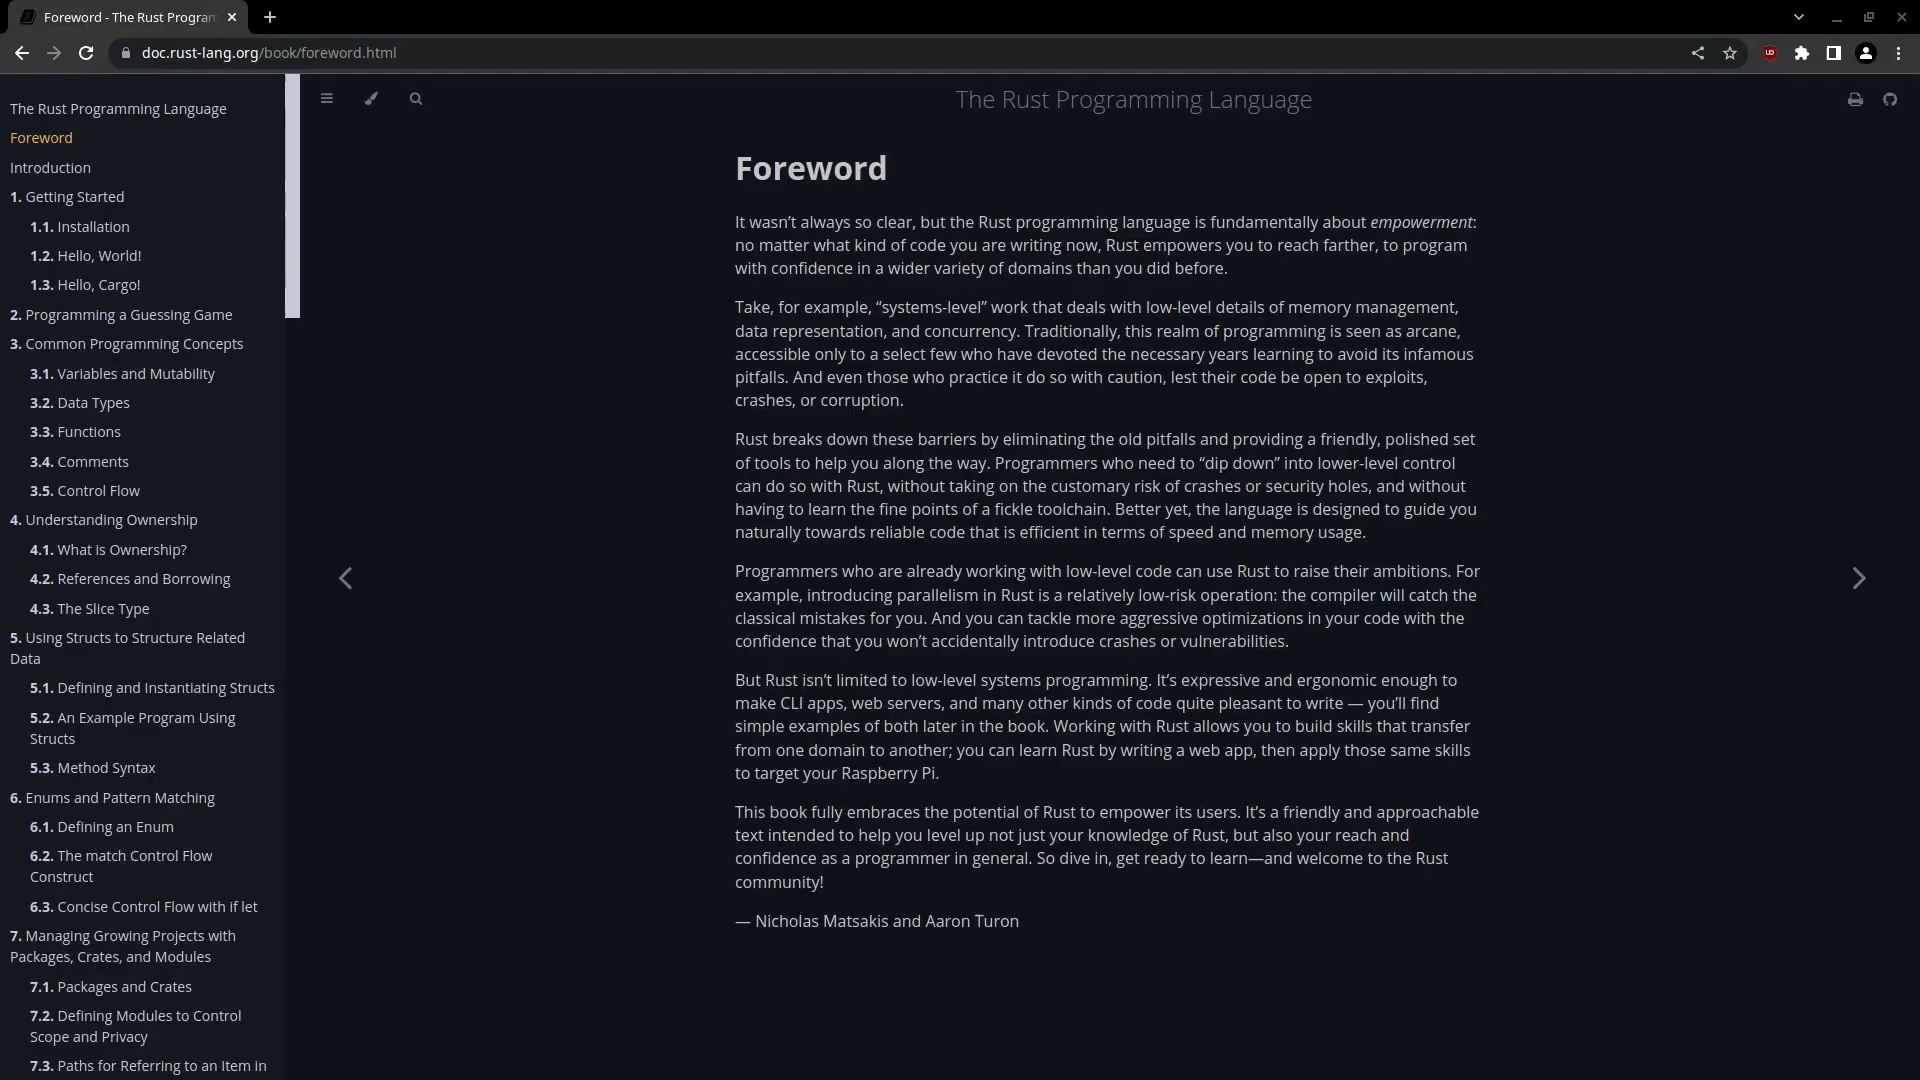 Foreword - The Rust Program
doc.rust-lang.org/book/foreword.html
The Rust Programming Language
Foreword
Introduction
1. Getting Started
1.1. Installation
1.2. Hello, World!
1.3. Hello, Cargo!
2. Programming a Guessing Game
3. Common Programming Concepts
3.1. Variables and Mutability
3.2. Data Types
3.3. Functions
3.4. Comments
3.5. Control Flow
4. Understanding Ownership
4.1. What is Ownership?
4.2. References and Borrowing
4.3. The Slice Type
5. Using Structs to Structure Related
Data
5.1. Defining and Instantiating Structs
5.2. An Example Program Using
Structs
5.3. Method Syntax
6. Enums and Pattern Matching
6.1. Defining an Enum
6.2. The match Control Flow
Construct
6.3. Concise Control Flow with if let
7. Managing Growing Projects with
Packages, Crates, and Modules
7.1. Packages and Crates
7.2. Defining Modules to Control
Scope and Privacy
7.3. Paths for Referring to an Item in
The Rust Programming Language
Foreword
It wasn’t always so clear, but the Rust programming language is fundamentally about empowerment:
no matter what kind of code you are writing now, Rust empowers you to reach farther, to program
with confidence in a wider variety of domains than you did before.
Take, for example, “systems-level” work that deals with low-level details of memory management,
data representation, and concurrency. Traditionally, this realm of programming is seen as arcane,
accessible only to a select few who have devoted the necessary years learning to avoid its infamous
pitfalls. And even those who practice it do so with caution, lest their code be open to exploits,
crashes, or corruption.
Rust breaks down these barriers by eliminating the old pitfalls and providing a friendly, polished set
of tools to help you along the way. Programmers who need to “dip down” into lower-level control
can do so with Rust, without taking on the customary risk of crashes or security holes, and without
having to learn the fine points of a fickle toolchain. Better yet, the language is designed to guide you
naturally towards reliable code that is efficient in terms of speed and memory usage.
Programmers who are already working with low-level code can use Rust to raise their ambitions. For
example, introducing parallelism in Rust is a relatively low-risk operation: the compiler will catch the
classical mistakes for you. And you can tackle more aggressive optimizations in your code with the
confidence that you won’t accidentally introduce crashes or vulnerabilities.
But Rust isn’t limited to low-level systems programming. It’s expressive and ergonomic enough to
make CLI apps, web servers, and many other kinds of code quite pleasant to write — you’ll find
simple examples of both later in the book. Working with Rust allows you to build skills that transfer
from one domain to another; you can learn Rust by writing a web app, then apply those same skills
to target your Raspberry Pi.
This book fully embraces the potential of Rust to empower its users. It’s a friendly and approachable
text intended to help you level up not just your knowledge of Rust, but also your reach and
confidence as a programmer in general. So dive in, get ready to learn—and welcome to the Rust
community!
— Nicholas Matsakis and Aaron Turon